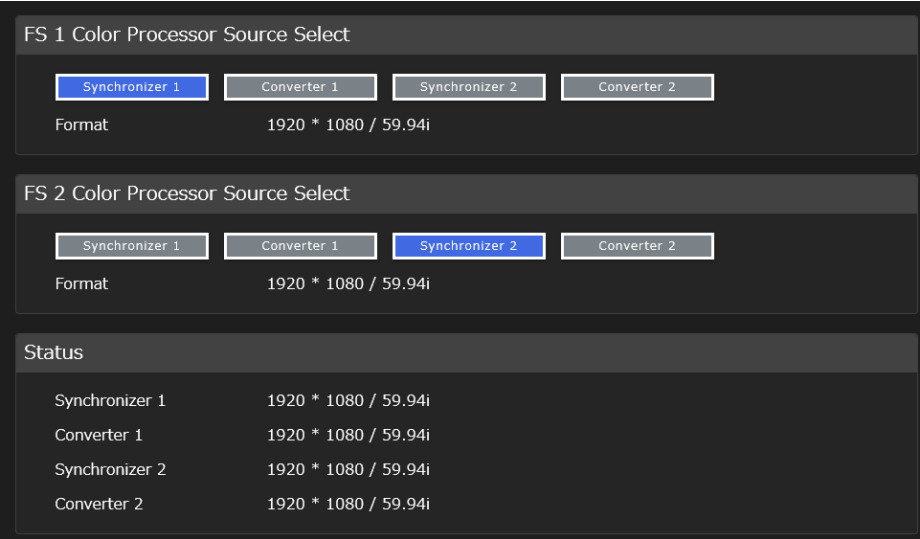 FS 1 Color Processor Source Select
Synchronizer 1 Converter 1 Synchronizer 2 Converter 2
Format 1920 * 1080 / 59.94i
FS 2 Color Processor Source Select
Synchronizer 1 Converter 1 Synchronizer 2 Converter 2
Format 1920 * 1080 / 59.94i
Status
Synchronizer 1 1920 * 1080 / 59.94i
Converter 1 1920 * 1080 / 59.94i
Synchronizer 2 1920 * 1080 / 59.94i
Converter 2 1920 * 1080 / 59.94i